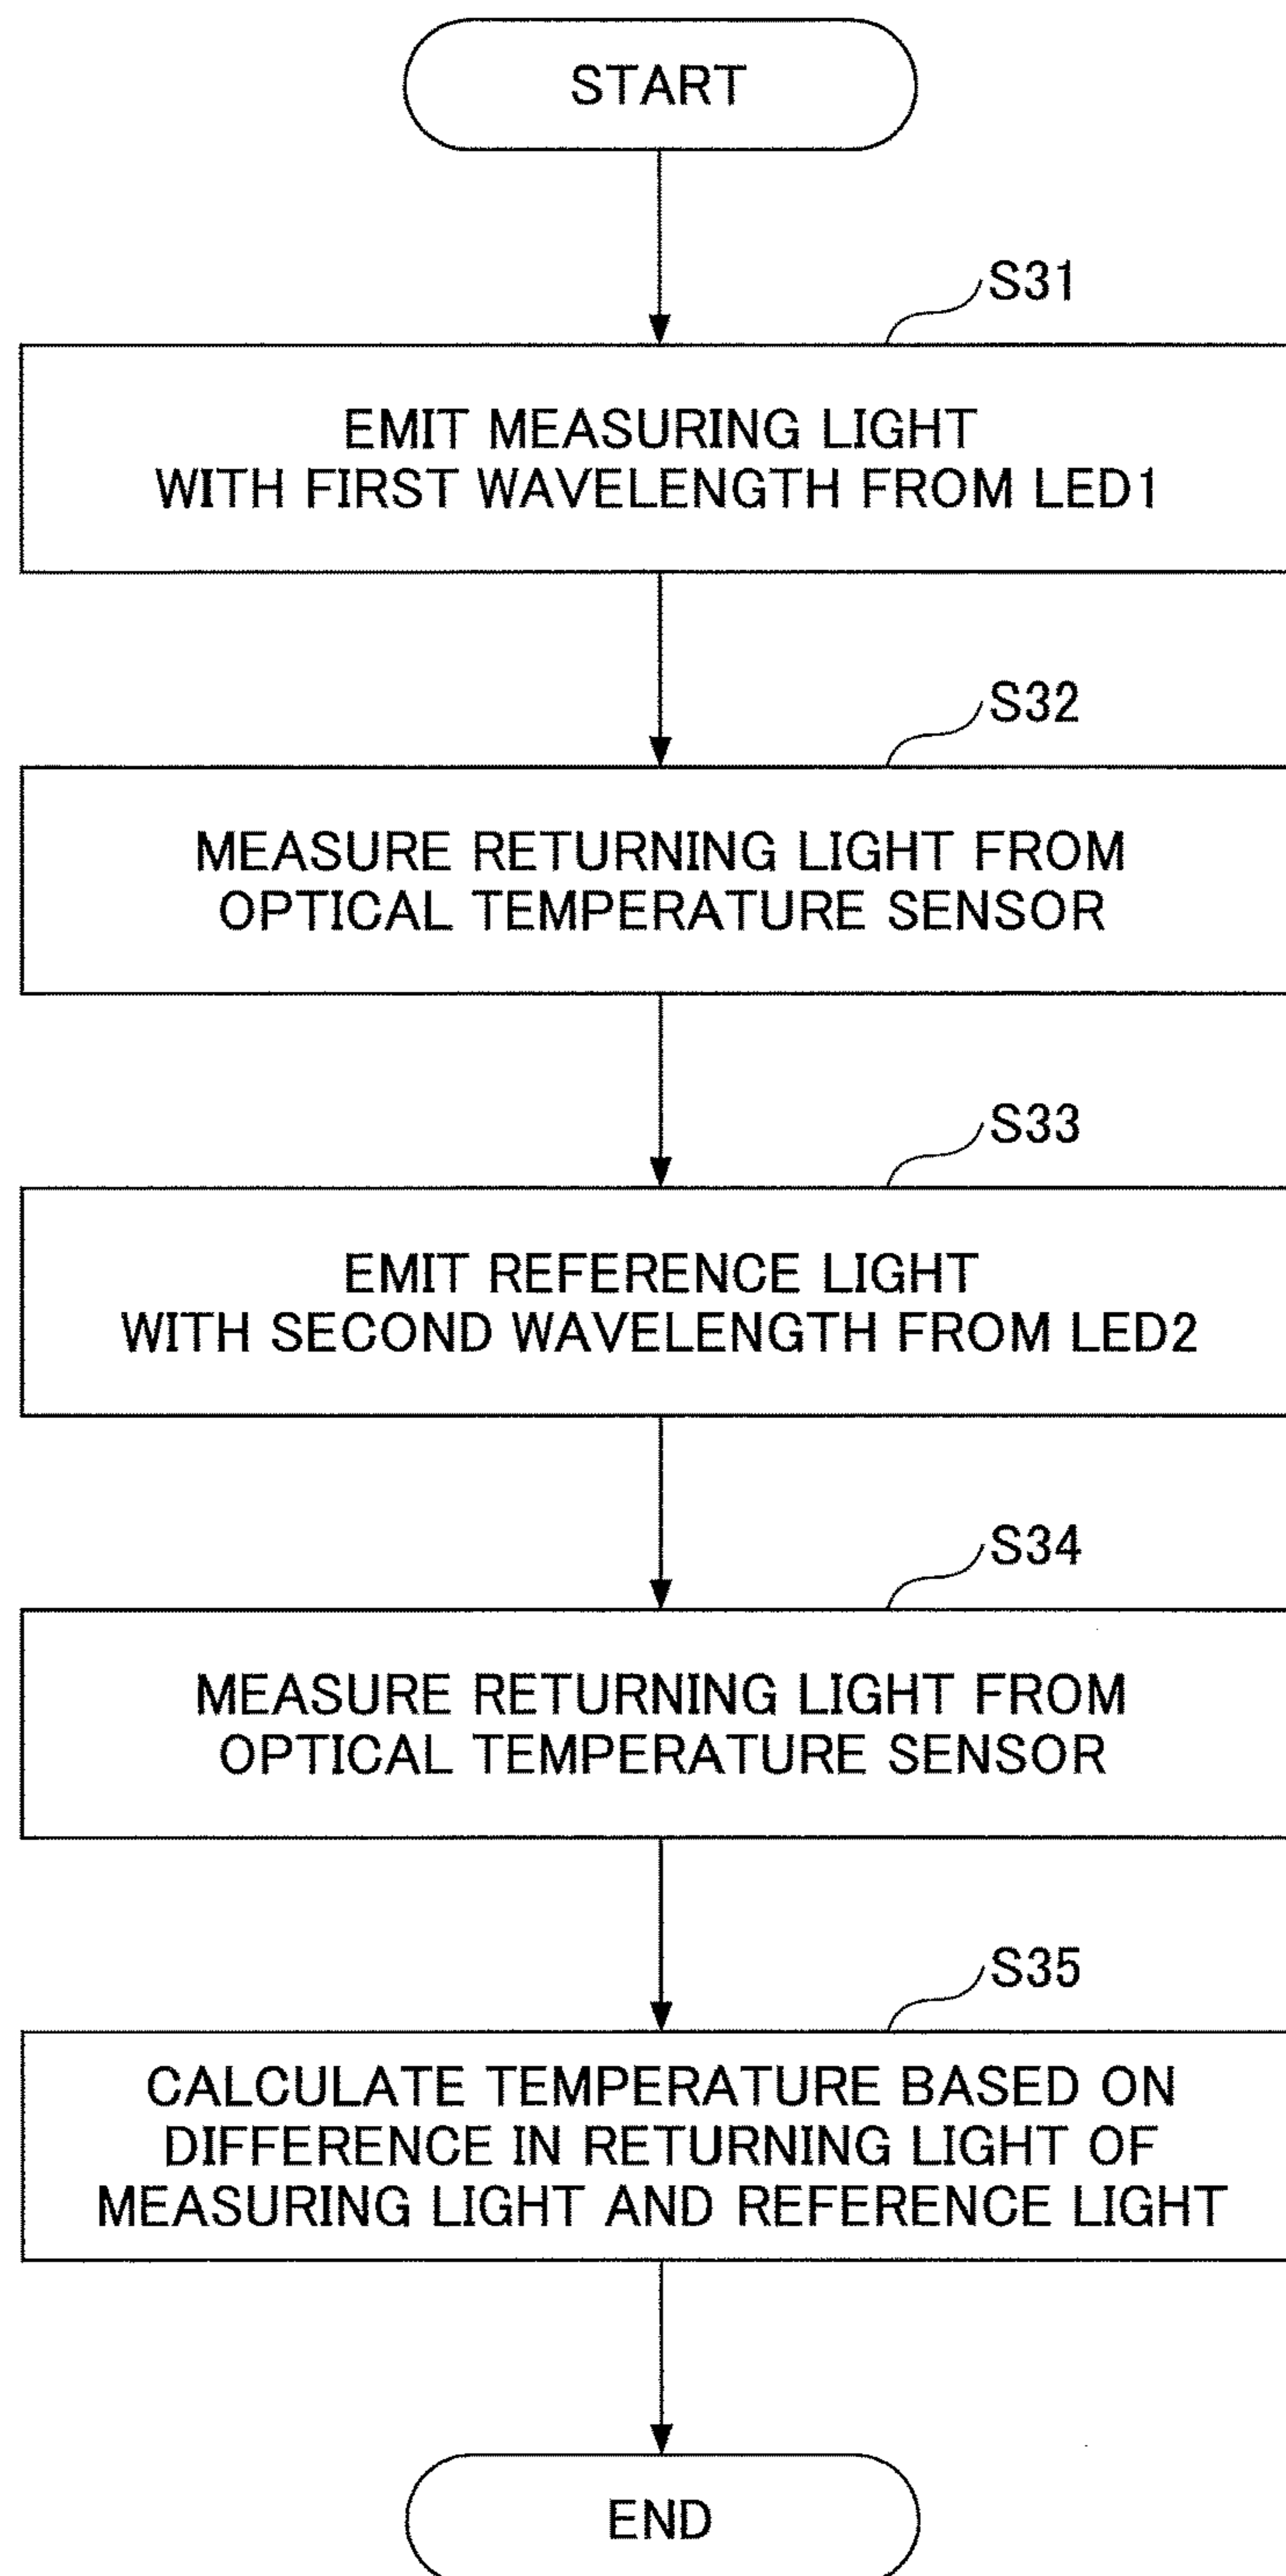 START
S31
EMIT MEASURING LIGHT
WITH FIRST WAVELENGTH FROM LED1
S32
MEASURE RETURNING LIGHT FROM
OPTICAL TEMPERATURE SENSOR
S33
EMIT REFERENCE LIGHT
WITH SECOND WAVELENGTH FROM LED2
S34
MEASURE RETURNING LIGHT FROM
OPTICAL TEMPERATURE SENSOR
S35
CALCULATE TEMPERATURE BASED ON
DIFFERENCE IN RETURNING LIGHT OF
MEASURING LIGHT AND REFERENCE LIGHT
END